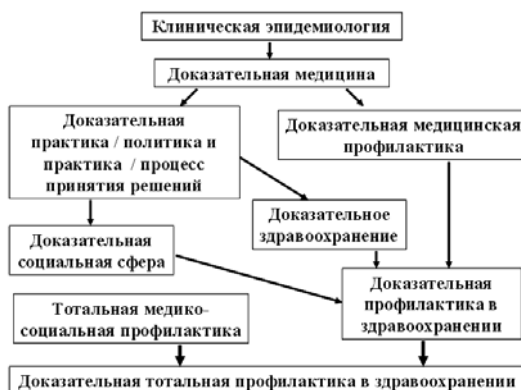 Клиническая эпидемиология
Доказательная медицина
Доказательная
практика / политика и
практика / процесс
принятия решений
Доказательная медицинская
профилактика
Доказательное
здравоохранение
Доказательная
социальная сфера
Доказательная
профилактика в
здравоохранении
Тотальная медико-
социальная профилактика
Доказательная тотальная профилактика в здравоохранении